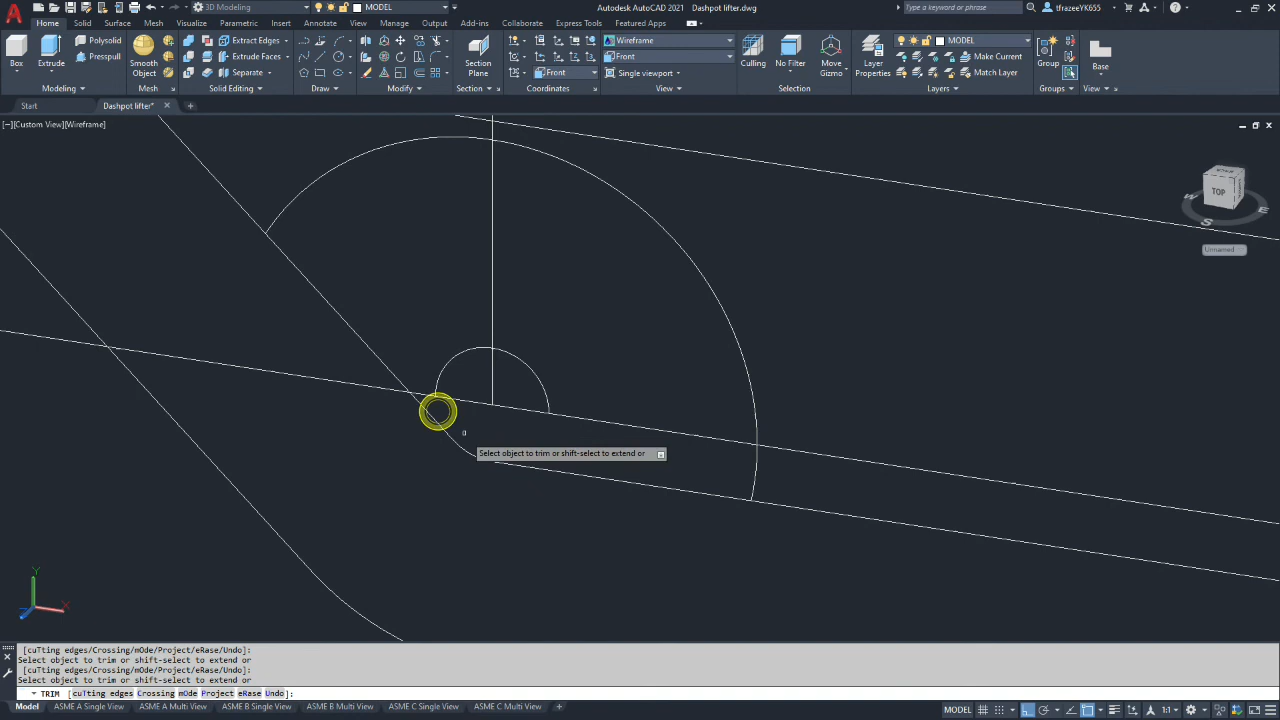 3D Modeling
MODEL
Autodesk AutoCAD 2021 Dashpot lifter.dwg
Type a keyword or phrase
tfrazeeYK655
Home Solid Surface Mesh Visualize Parametric Insert Annotate View Manage Output Add-ins Collaborate Express Tools Featured Apps
Polysolid
Presspull
Box
Extrude
Smooth
Object
Extrude Edges
Extrude Faces
Separate
Section
Plane
Front
Wireframe
Front
Single viewport
Culling
No Filter
Move
Gizmo
Layer
Properties
MODEL
Make Current
Match Layer
Group
Base
Modeling
Mesh
Solid Editing
Draw
Modify
Section
Coordinates
View
Selection
Layers
Groups
View
Start
Dashpot lifter*
[−][Custom View][Wireframe]
TOP
W
S
E
Unnamed
Select object to trim or shift-select to extend or
Y
X
[cuTting edges/Crossing/mOde/Project/eRase/Undo]:
Select object to trim or shift-select to extend or
[cuTting edges/Crossing/mOde/Project/eRase/Undo]:
Select object to trim or shift-select to extend or
TRIM [cuTting edges Crossing mOde Project eRase Undo]:
Model ASME A Single View ASME A Multi View ASME B Single View ASME B Multi View ASME C Single View ASME C Multi View
MODEL
1:1